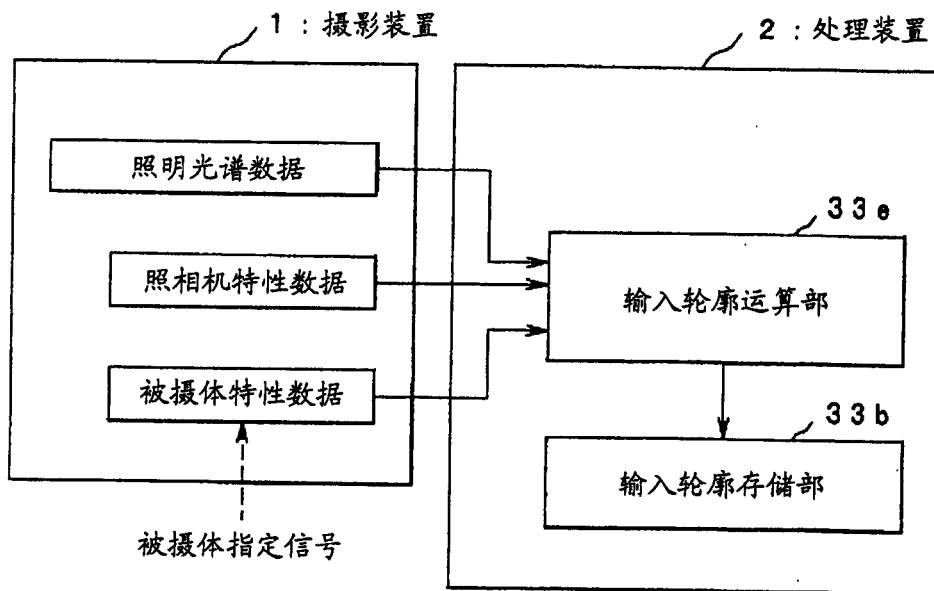 1：摄影装置
2：处理装置
照明光谱数据
照相机特性数据
被摄体特性数据
被摄体指定信号
33e
输入轮廓运算部
33b
输入轮廓存储部